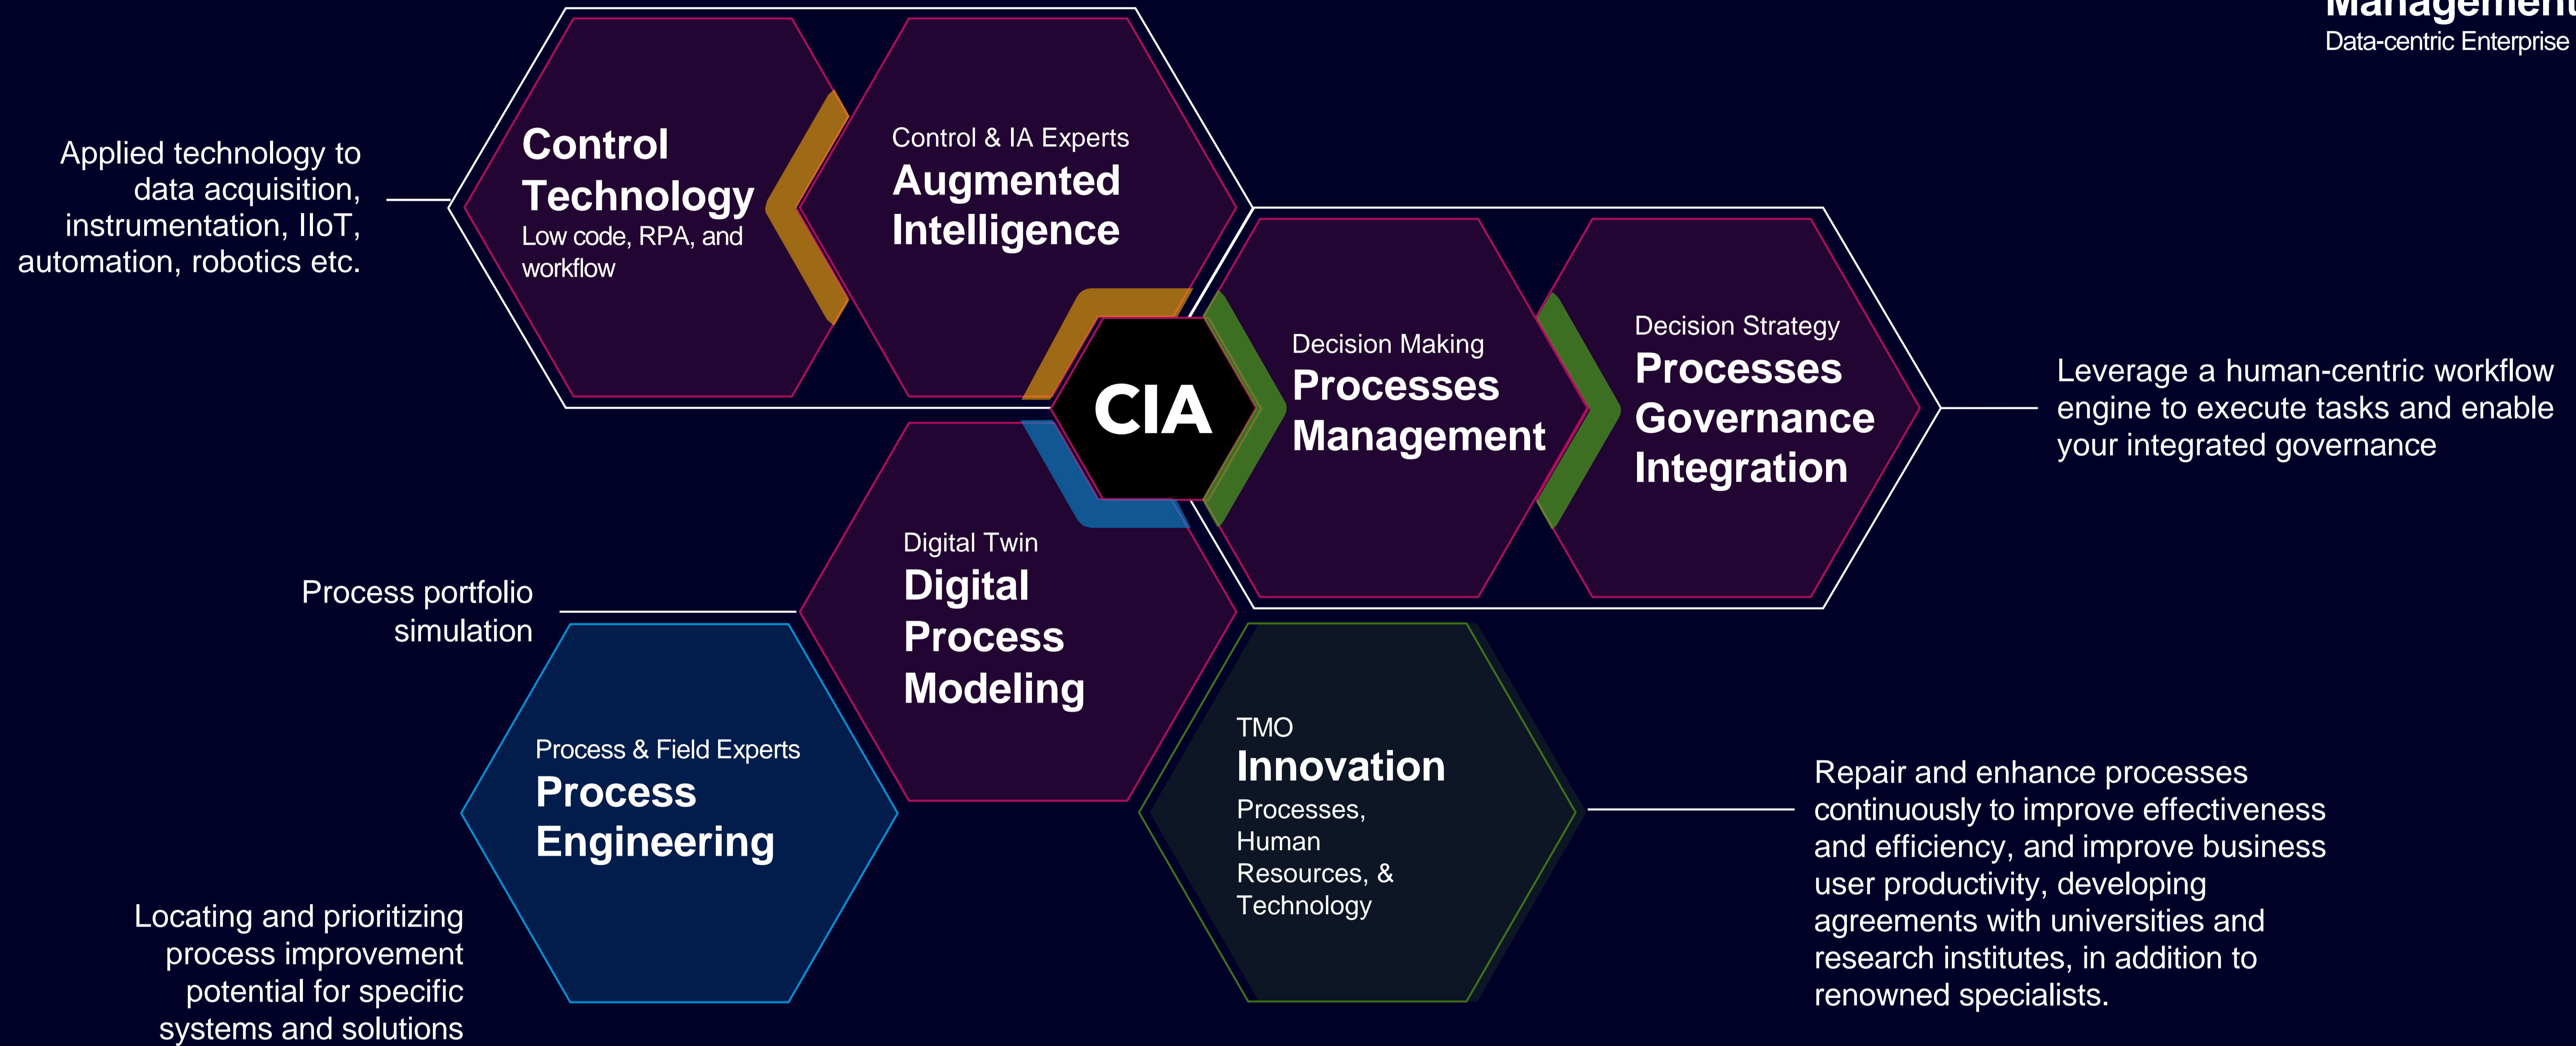 Management
Data-centric Enterprise
Applied technology to
data acquisition,
instrumentation, IIoT,
automation, robotics etc.
Control
Technology
Low code, RPA, and
workflow
Control & IA Experts
Augmented
Intelligence
CIA
Decision Making
Processes
Management
Decision Strategy
Processes
Governance
Integration
Leverage a human-centric workflow
engine to execute tasks and enable
your integrated governance
Process portfolio
simulation
Digital Twin
Digital
Process
Modeling
Process & Field Experts
Process
Engineering
Locating and prioritizing
process improvement
potential for specific
systems and solutions
TMO
Innovation
Processes,
Human
Resources, &
Technology
Repair and enhance processes
continuously to improve effectiveness
and efficiency, and improve business
user productivity, developing
agreements with universities and
research institutes, in addition to
renowned specialists.